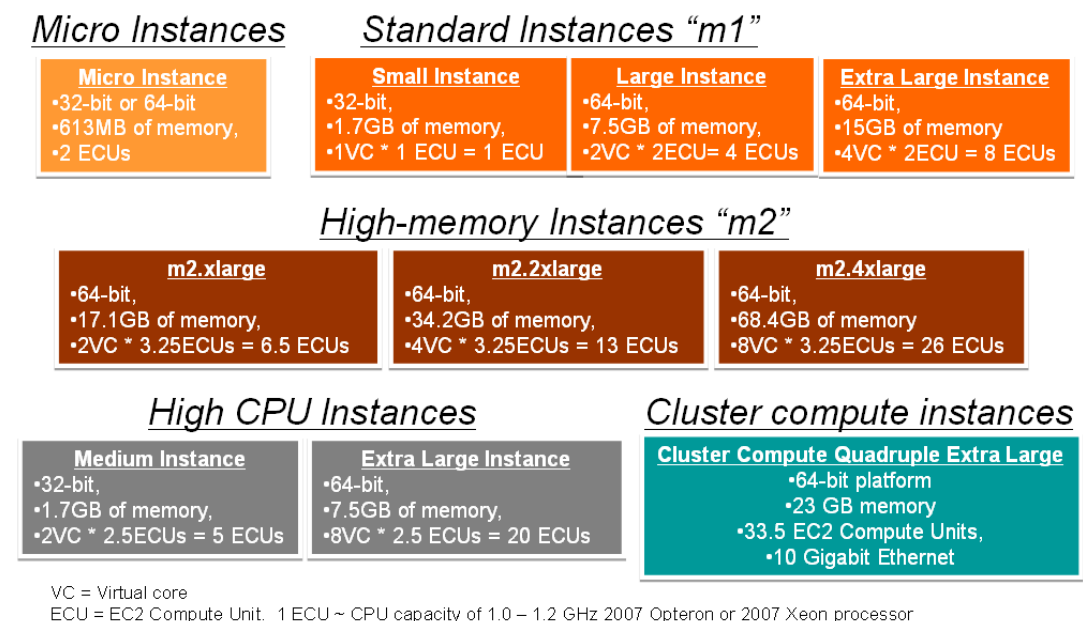 Micro Instances
Standard Instances “m1”
Micro Instance
•32-bit or 64-bit
•613MB of memory,
•2 ECUs
Small Instance
•32-bit,
•1.7GB of memory,
•1VC * 1 ECU = 1 ECU
Large Instance
•64-bit,
•7.5GB of memory,
•2VC * 2ECU= 4 ECUs
Extra Large Instance
•64-bit,
•15GB of memory
•4VC * 2ECU = 8 ECUs
High-memory Instances “m2”
m2.xlarge
•64-bit,
•17.1GB of memory,
•2VC * 3.25ECUs = 6.5 ECUs
m2.2xlarge
•64-bit,
•34.2GB of memory,
•4VC * 3.25ECUs = 13 ECUs
m2.4xlarge
•64-bit,
•68.4GB of memory
•8VC * 3.25ECUs = 26 ECUs
High CPU Instances
Cluster compute instances
Medium Instance
•32-bit,
•1.7GB of memory,
•2VC * 2.5ECUs = 5 ECUs
Extra Large Instance
•64-bit,
•7.5GB of memory,
•8VC * 2.5 ECUs = 20 ECUs
Cluster Compute Quadruple Extra Large
•64-bit platform
•23 GB memory
•33.5 EC2 Compute Units,
•10 Gigabit Ethernet
VC = Virtual core
ECU = EC2 Compute Unit. 1 ECU ~ CPU capacity of 1.0 – 1.2 GHz 2007 Opteron or 2007 Xeon processor